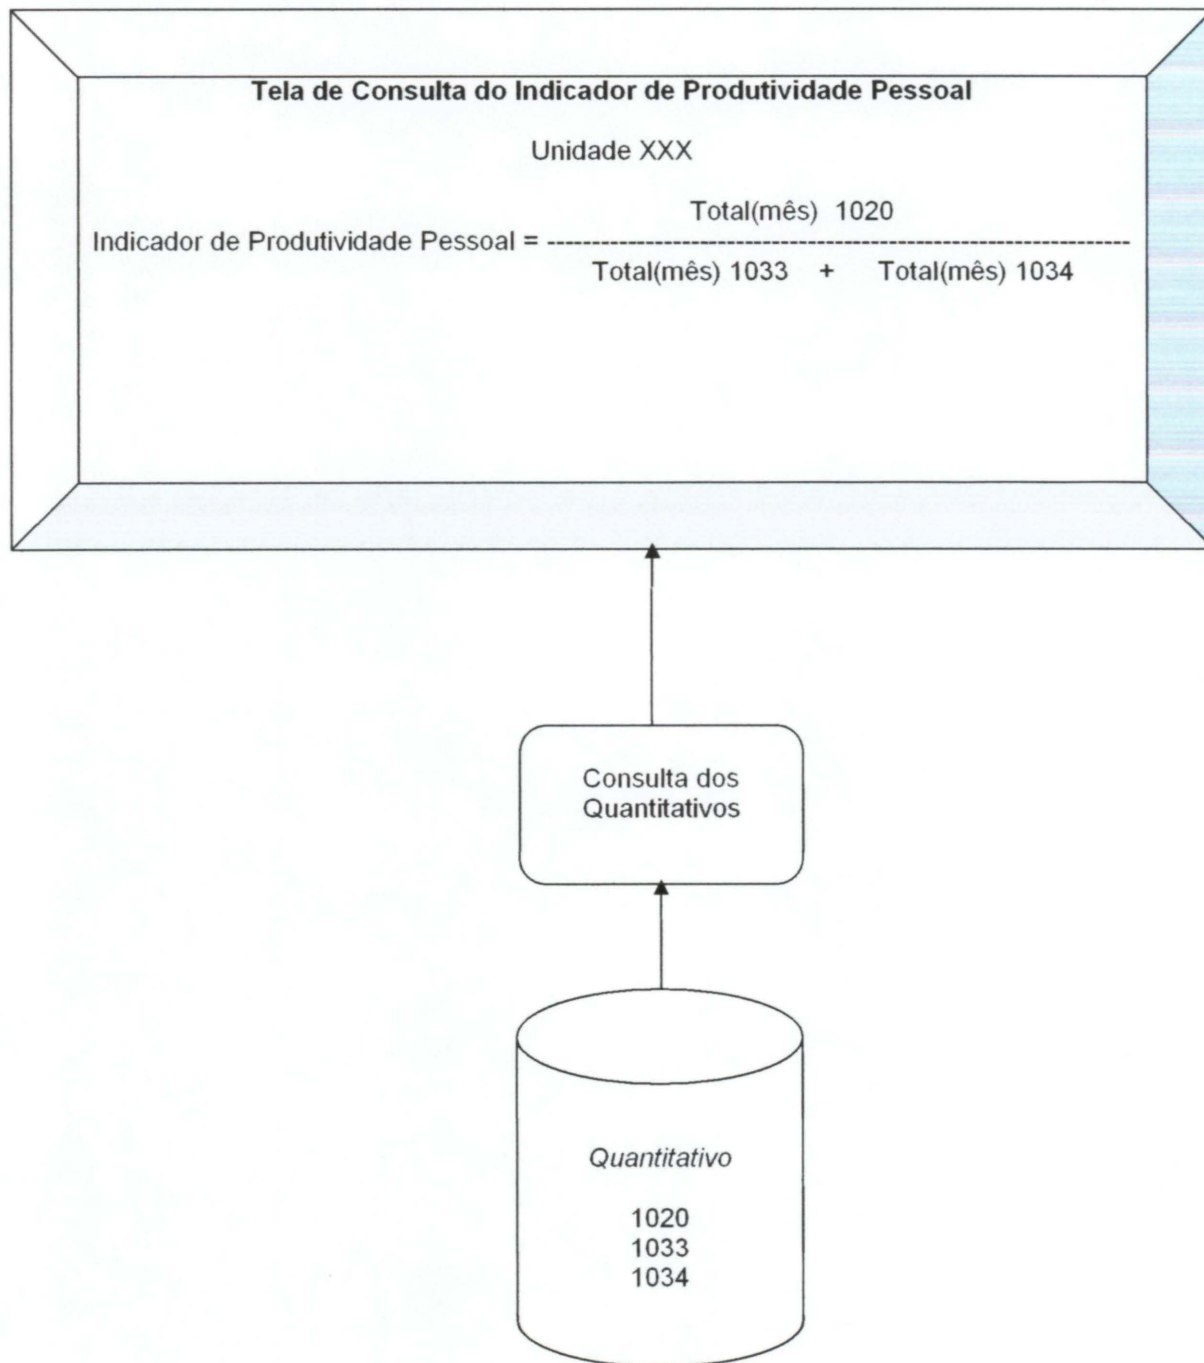 Tela de Consulta do Indicador de Produtividade Pessoal
Unidade XXX
Total(mês) 1020
Indicador de Produtividade Pessoal = --------------------------------------------------------------------------------
Total(mês) 1033 + Total(mês) 1034
Consulta dos
Quantitativos
Quantitativo
1020
1033
1034